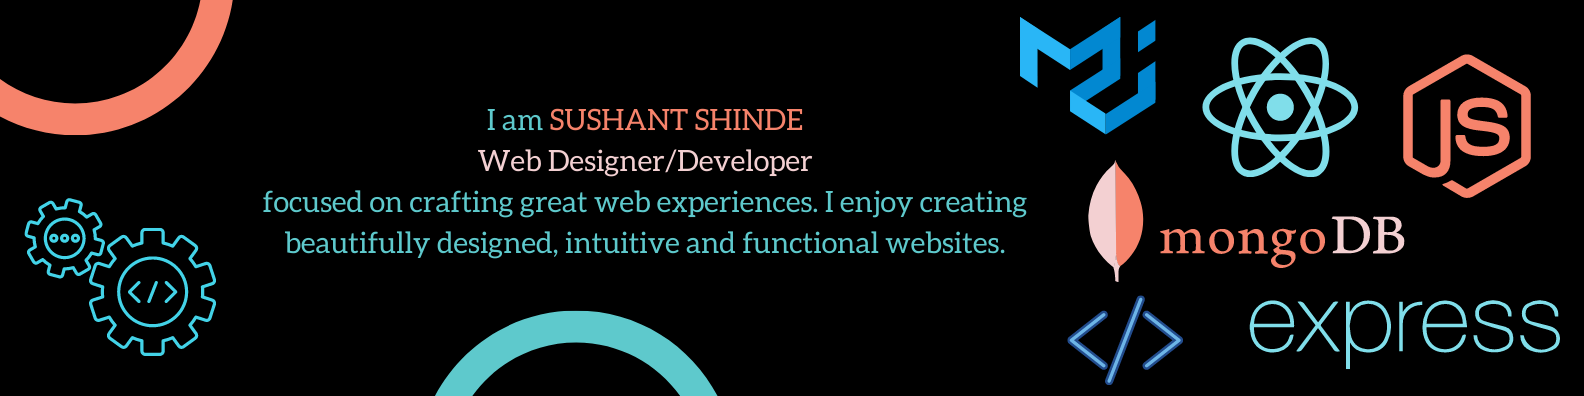 I am SUSHANT SHINDE
Web Designer/Developer
focused on crafting great web experiences. I enjoy creating
beautifully designed, intuitive and functional websites.
JS
mongoDB
express
</>
</>